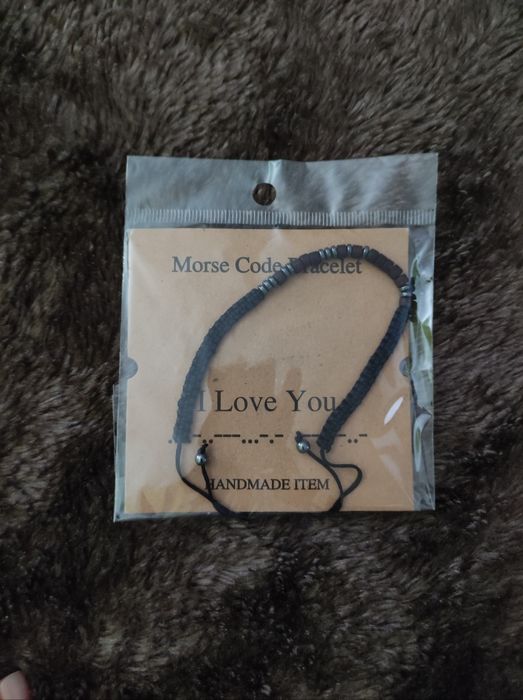 Morse Code Bracelet
I Love You
HANDMADE ITEM